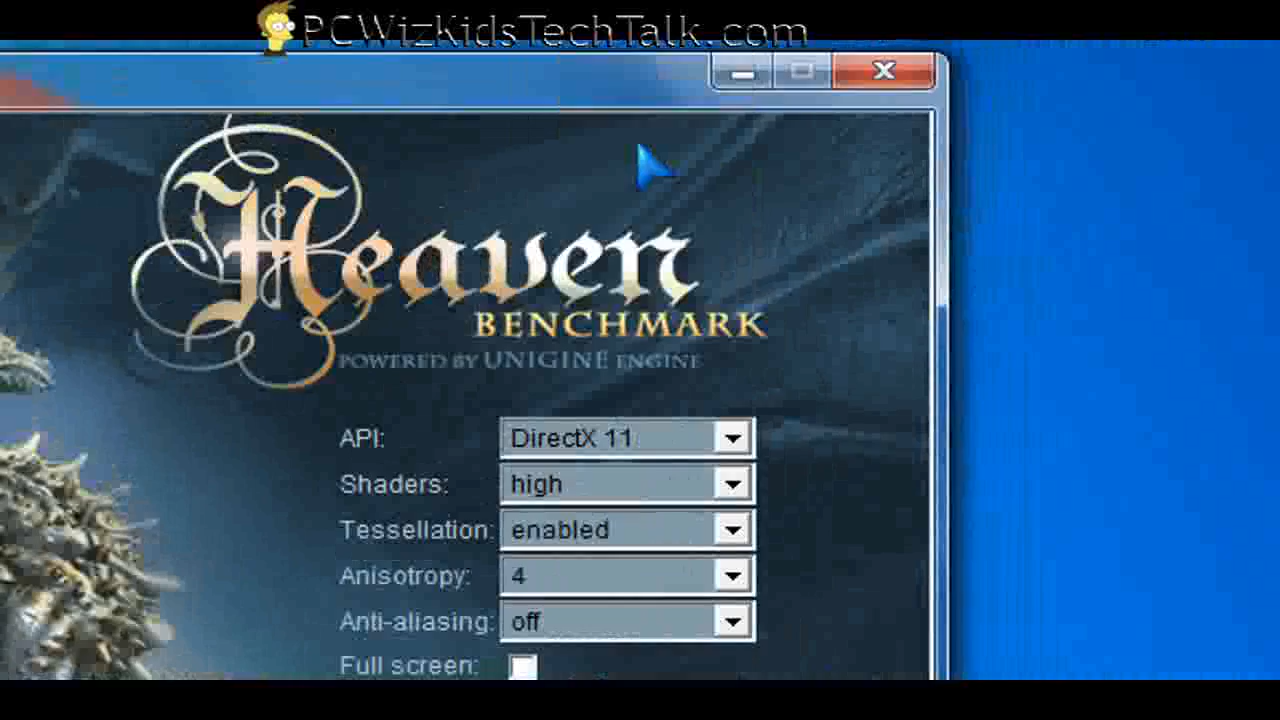 PCWizKidsTechTalk.com
Heaven
BENCHMARK
POWERED BY UNIGINE ENGINE
API: DirectX 11
Shaders: high
Tessellation: enabled
Anisotropy: 4
Anti-aliasing: off
Full screen: